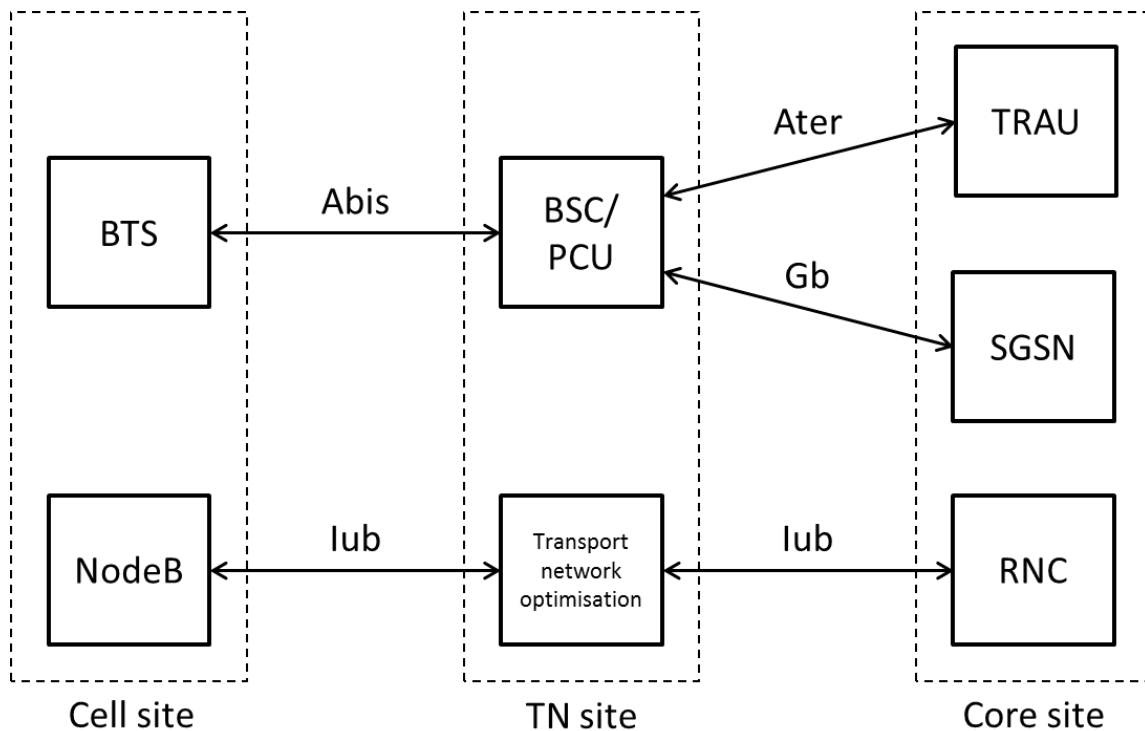 Ater
TRAU
BTS
Abis
BSC/
PCU
Gb
SGSN
NodeB
Iub
Transport
network
optimisation
Iub
RNC
Cell site
TN site
Core site